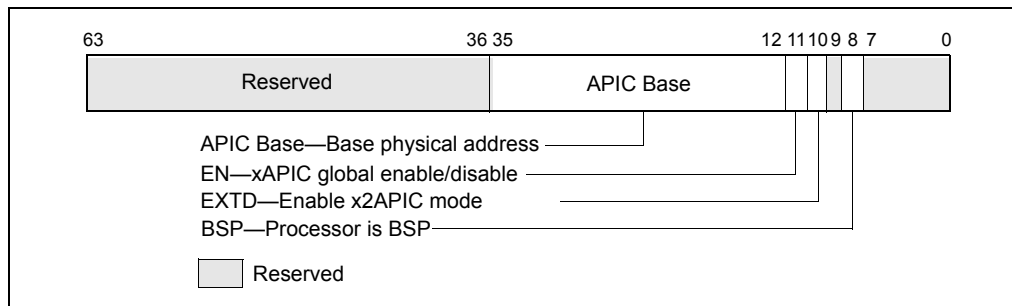 63 36 35 12 11 10 9 8 7 0
Reserved APIC Base
APIC Base—Base physical address
EN—xAPIC global enable/disable
EXTD—Enable x2APIC mode
BSP—Processor is BSP
Reserved